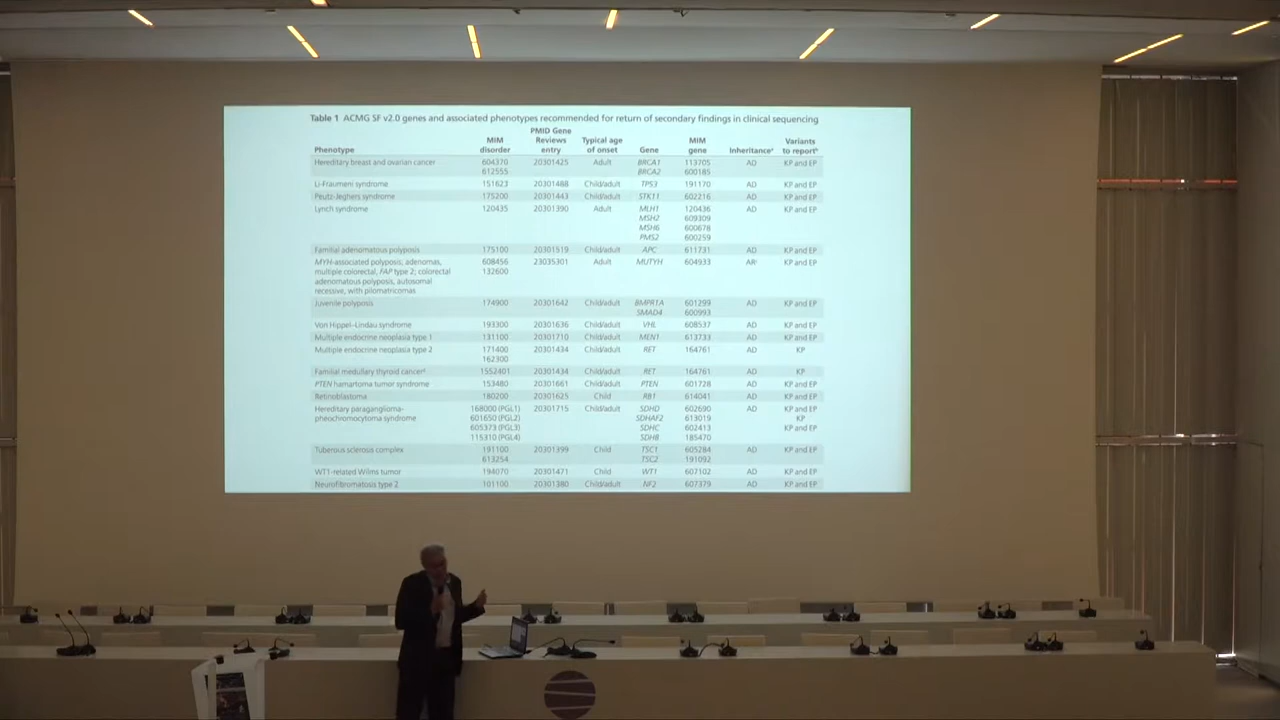 Table 1 ACMG SF v2.0 genes and associated phenotypes recommended for return of secondary findings in clinical sequencing
Phenotype MIM disorder PMID Gene Reviews entry Typical age of onset Gene MIM gene Inheritanceª Variants to reportᵇ
Hereditary breast and ovarian cancer 604370 20301425 Adult BRCA1 113705 AD KP and EP
612555 BRCA2 600185
Li-Fraumeni syndrome 151623 20301488 Child/adult TP53 191170 AD KP and EP
Peutz-Jeghers syndrome 175200 20301443 Child/adult STK11 602216 AD KP and EP
Lynch syndrome 120435 20301390 Adult MLH1 120436 AD KP and EP
MSH2 609309
MSH6 600678
PMS2 600259
Familial adenomatous polyposis 175100 20301519 Child/adult APC 611731 AD KP and EP
MYH-associated polyposis; adenomas, 608456 23035301 Adult MUTYH 604933 ARᶜ KP and EP
multiple colorectal, FAP type 2; colorectal 132600
adenomatous polyposis, autosomal
recessive, with pilomatricomas
Juvenile polyposis 174900 20301642 Child/adult BMPR1A 601299 AD KP and EP
SMAD4 600993
Von Hippel–Lindau syndrome 193300 20301636 Child/adult VHL 608537 AD KP and EP
Multiple endocrine neoplasia type 1 131100 20301710 Child/adult MEN1 613733 AD KP and EP
Multiple endocrine neoplasia type 2 171400 20301434 Child/adult RET 164761 AD KP
162300
Familial medullary thyroid cancerᵈ 1552401 20301434 Child/adult RET 164761 AD KP
PTEN hamartoma tumor syndrome 153480 20301661 Child/adult PTEN 601728 AD KP and EP
Retinoblastoma 180200 20301625 Child RB1 614041 AD KP and EP
Hereditary paraganglioma- 168000 (PGL1) 20301715 Child/adult SDHD 602690 AD KP and EP
pheochromocytoma syndrome 601650 (PGL2) SDHAF2 613019 KP
605373 (PGL3) SDHC 602413 KP and EP
115310 (PGL4) SDHB 185470
Tuberous sclerosis complex 191100 20301399 Child TSC1 605284 AD KP and EP
613254 TSC2 191092
WT1-related Wilms tumor 194070 20301471 Child WT1 607102 AD KP and EP
Neurofibromatosis type 2 101100 20301380 Child/adult NF2 607379 AD KP and EP